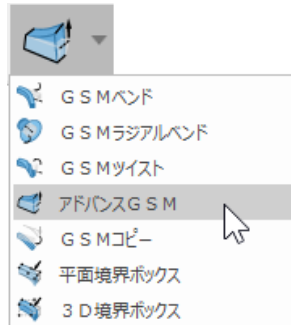 ＧＳＭベンド
ＧＳＭラジアルベンド
ＧＳＭツイスト
アドバンスＧＳＭ
ＧＳＭコピー
平面境界ボックス
３Ｄ境界ボックス